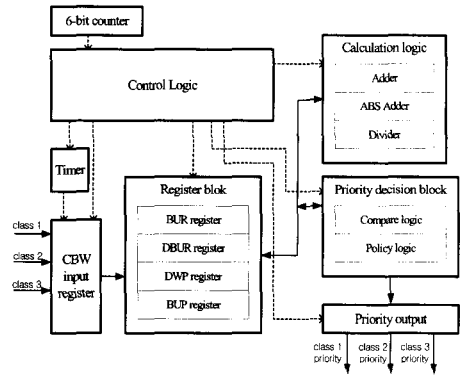 6-bit counter
Control Logic
Calculation logic
Adder
ABS Adder
Divider
Timer
Register blok
BUR register
DBUR register
DWP register
BUP register
Priority decision block
Compare logic
Policy logic
class 1
class 2
class 3
CBW
input
register
Priority output
class 1
priority
class 2
priority
class 3
priority